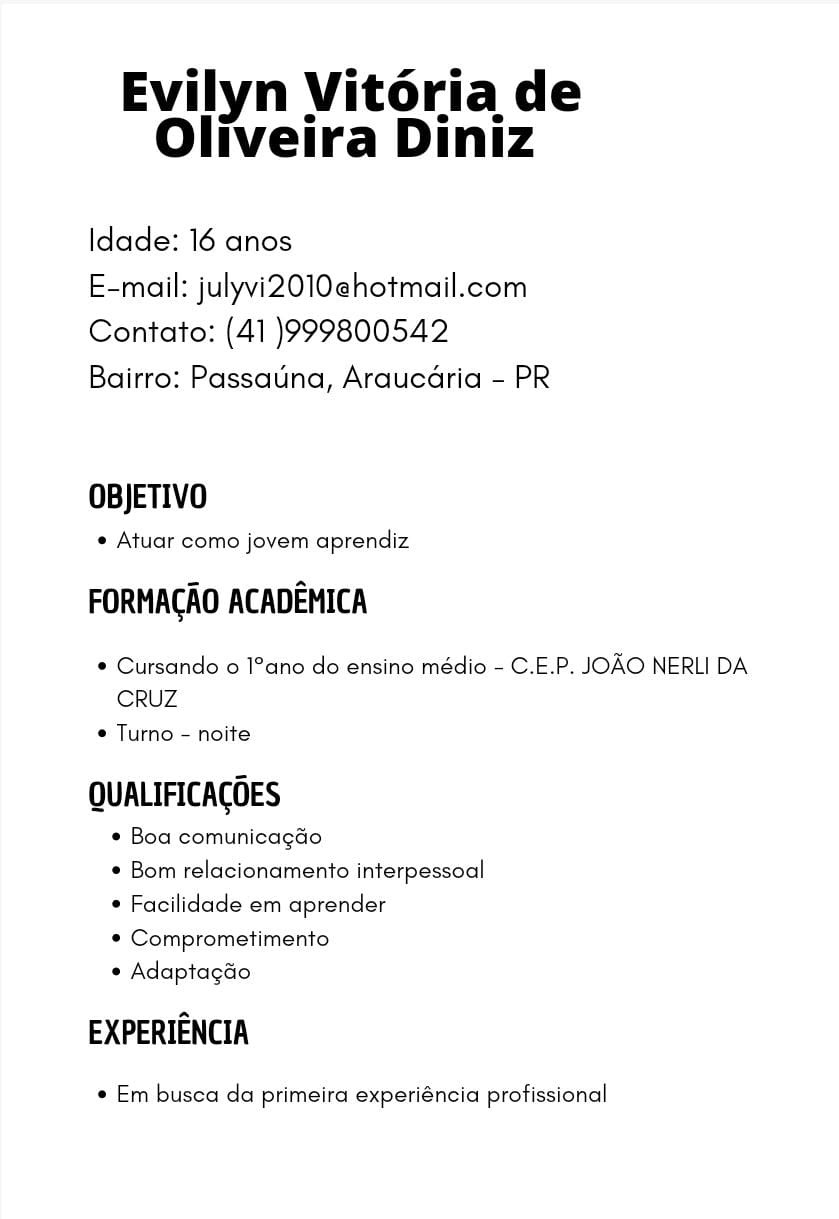 Evilyn Vitória de
Oliveira Diniz
Idade: 16 anos
E-mail: julyvi2010@hotmail.com
Contato: (41 )999800542
Bairro: Passaúna, Araucária - PR
OBJETIVO
• Atuar como jovem aprendiz
FORMAÇÃO ACADÊMICA
• Cursando o 1°ano do ensino médio - C.E.P. JOÃO NERLI DA
CRUZ
• Turno - noite
QUALIFICAÇÕES
• Boa comunicação
• Bom relacionamento interpessoal
• Facilidade em aprender
• Comprometimento
• Adaptação
EXPERIÊNCIA
• Em busca da primeira experiência profissional